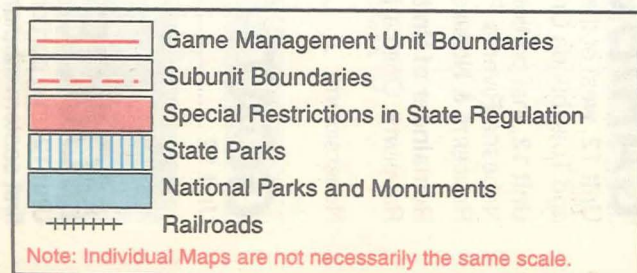 Game Management Unit Boundaries
Subunit Boundaries
Special Restrictions in State Regulation
State Parks
National Parks and Monuments
Railroads
Note: Individual Maps are not necessarily the same scale.